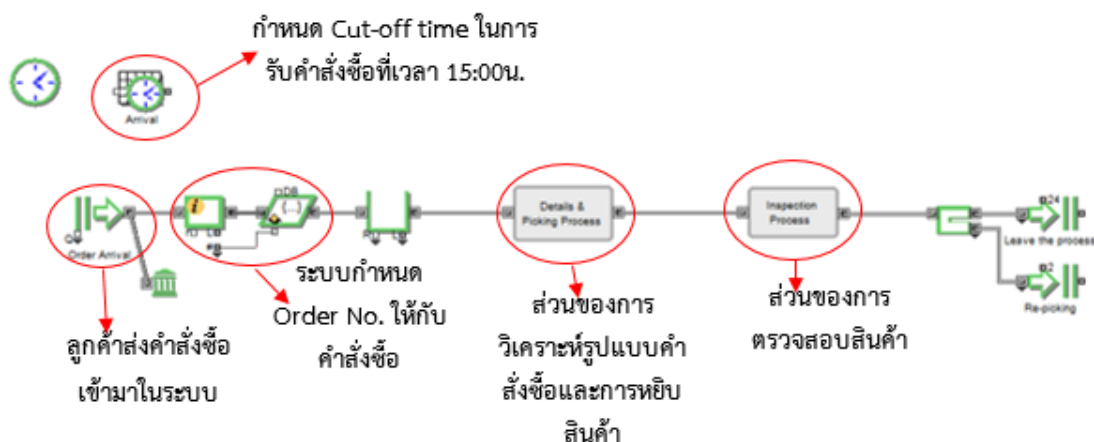 กำหนด Cut-off time ในการ
รับคำสั่งซื้อที่เวลา 15:00น.
Arrival
Order Arrival
DB
Details &
Picking Process
Inspection
Process
24
Leave the process
2
Re-picking
ลูกค้าส่งคำสั่งซื้อ
เข้ามาในระบบ
ระบบกำหนด
Order No. ให้กับ
คำสั่งซื้อ
ส่วนของการ
วิเคราะห์รูปแบบคำ
สั่งซื้อและการหยิบ
สินค้า
ส่วนของการ
ตรวจสอบสินค้า